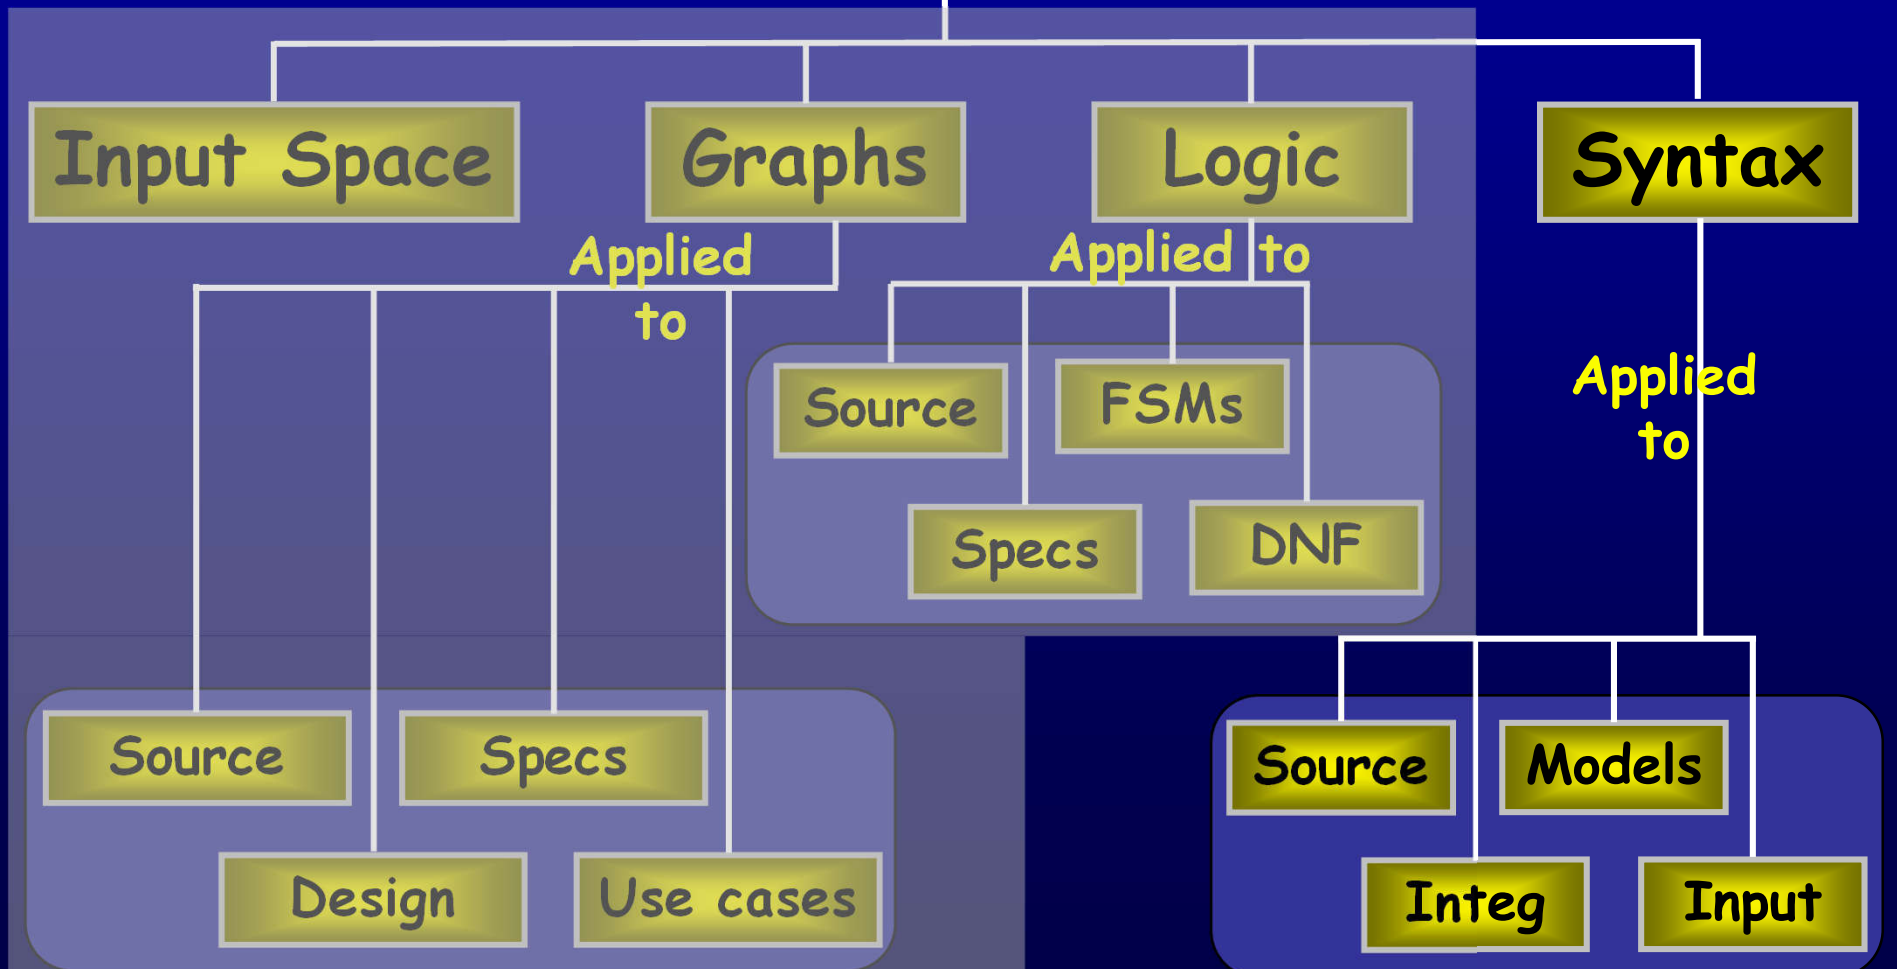 Input Space
Graphs
Logic
Syntax
Applied
to
Applied to
Applied
to
Source
FSMs
Specs
DNF
Source
Specs
Design
Use cases
Source
Models
Integ
Input